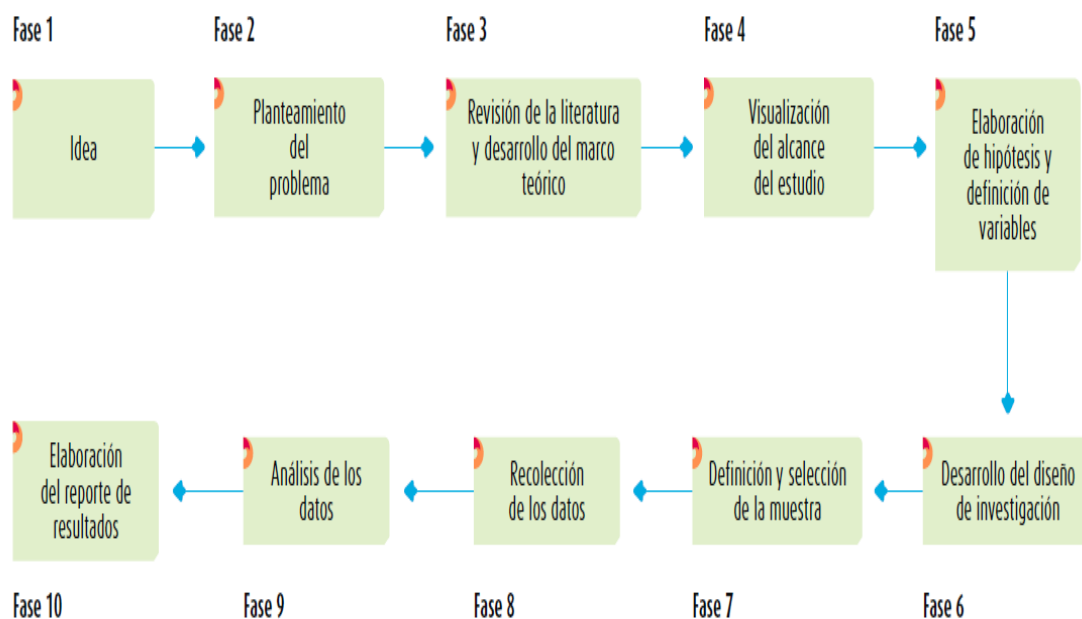 Fase 1
Fase 2
Fase 3
Fase 4
Fase 5
Idea
Planteamiento
del
problema
Revisión de la literatura
y desarrollo del marco
teórico
Visualización
del alcance
del estudio
Elaboración
de hipótesis y
definición de
variables
Desarrollo del diseño
de investigación
Definición y selección
de la muestra
Recolección
de los datos
Análisis de los
datos
Elaboración
del reporte de
resultados
Fase 10
Fase 9
Fase 8
Fase 7
Fase 6